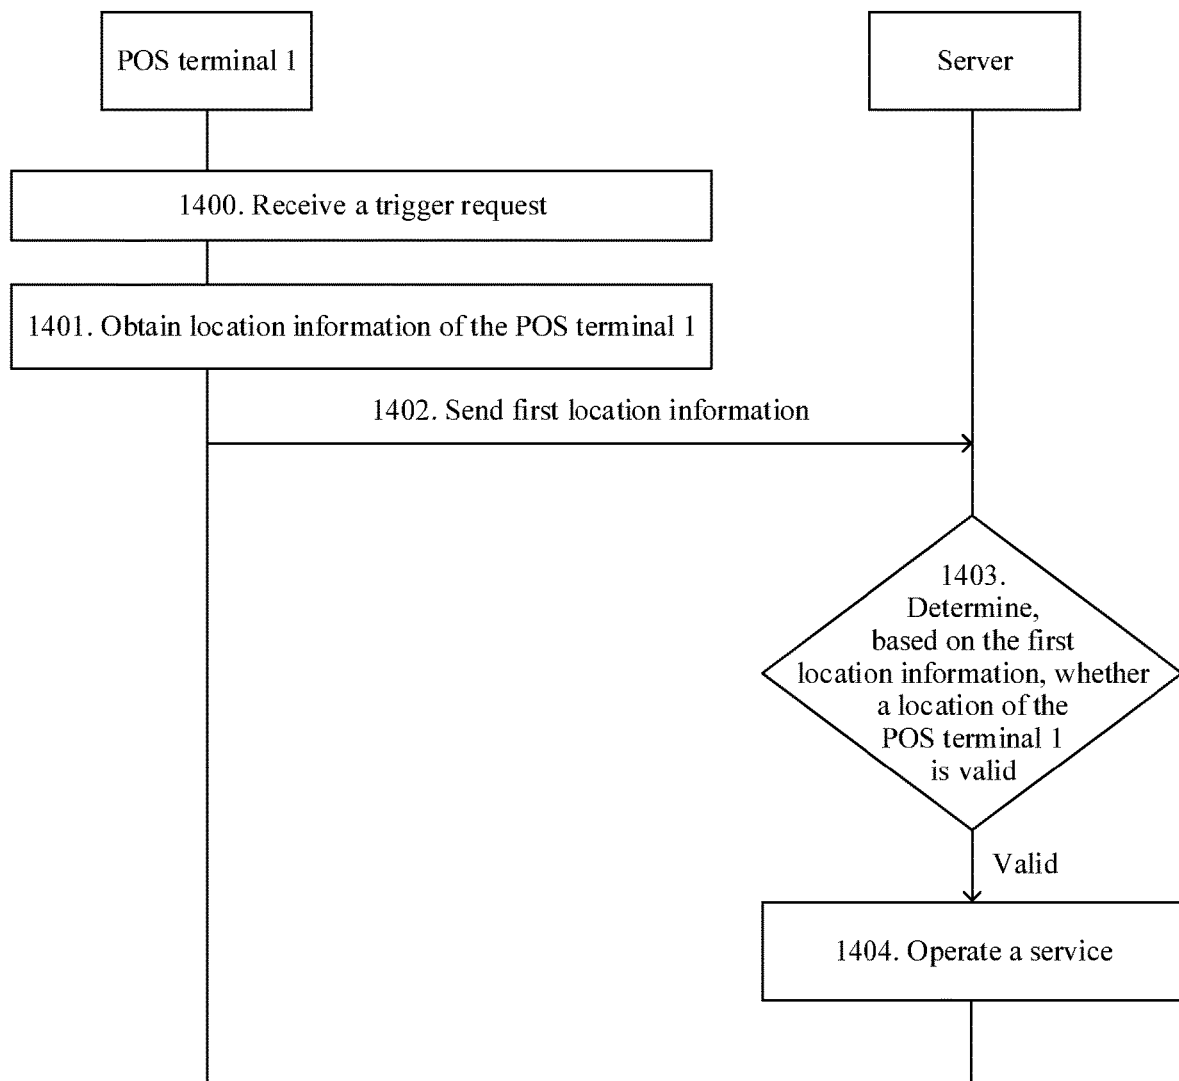 POS terminal 1
Server
1400. Receive a trigger request
1401. Obtain location information of the POS terminal 1
1402. Send first location information
1403.
Determine,
based on the first
location information, whether
a location of the
POS terminal 1
is valid
Valid
1404. Operate a service